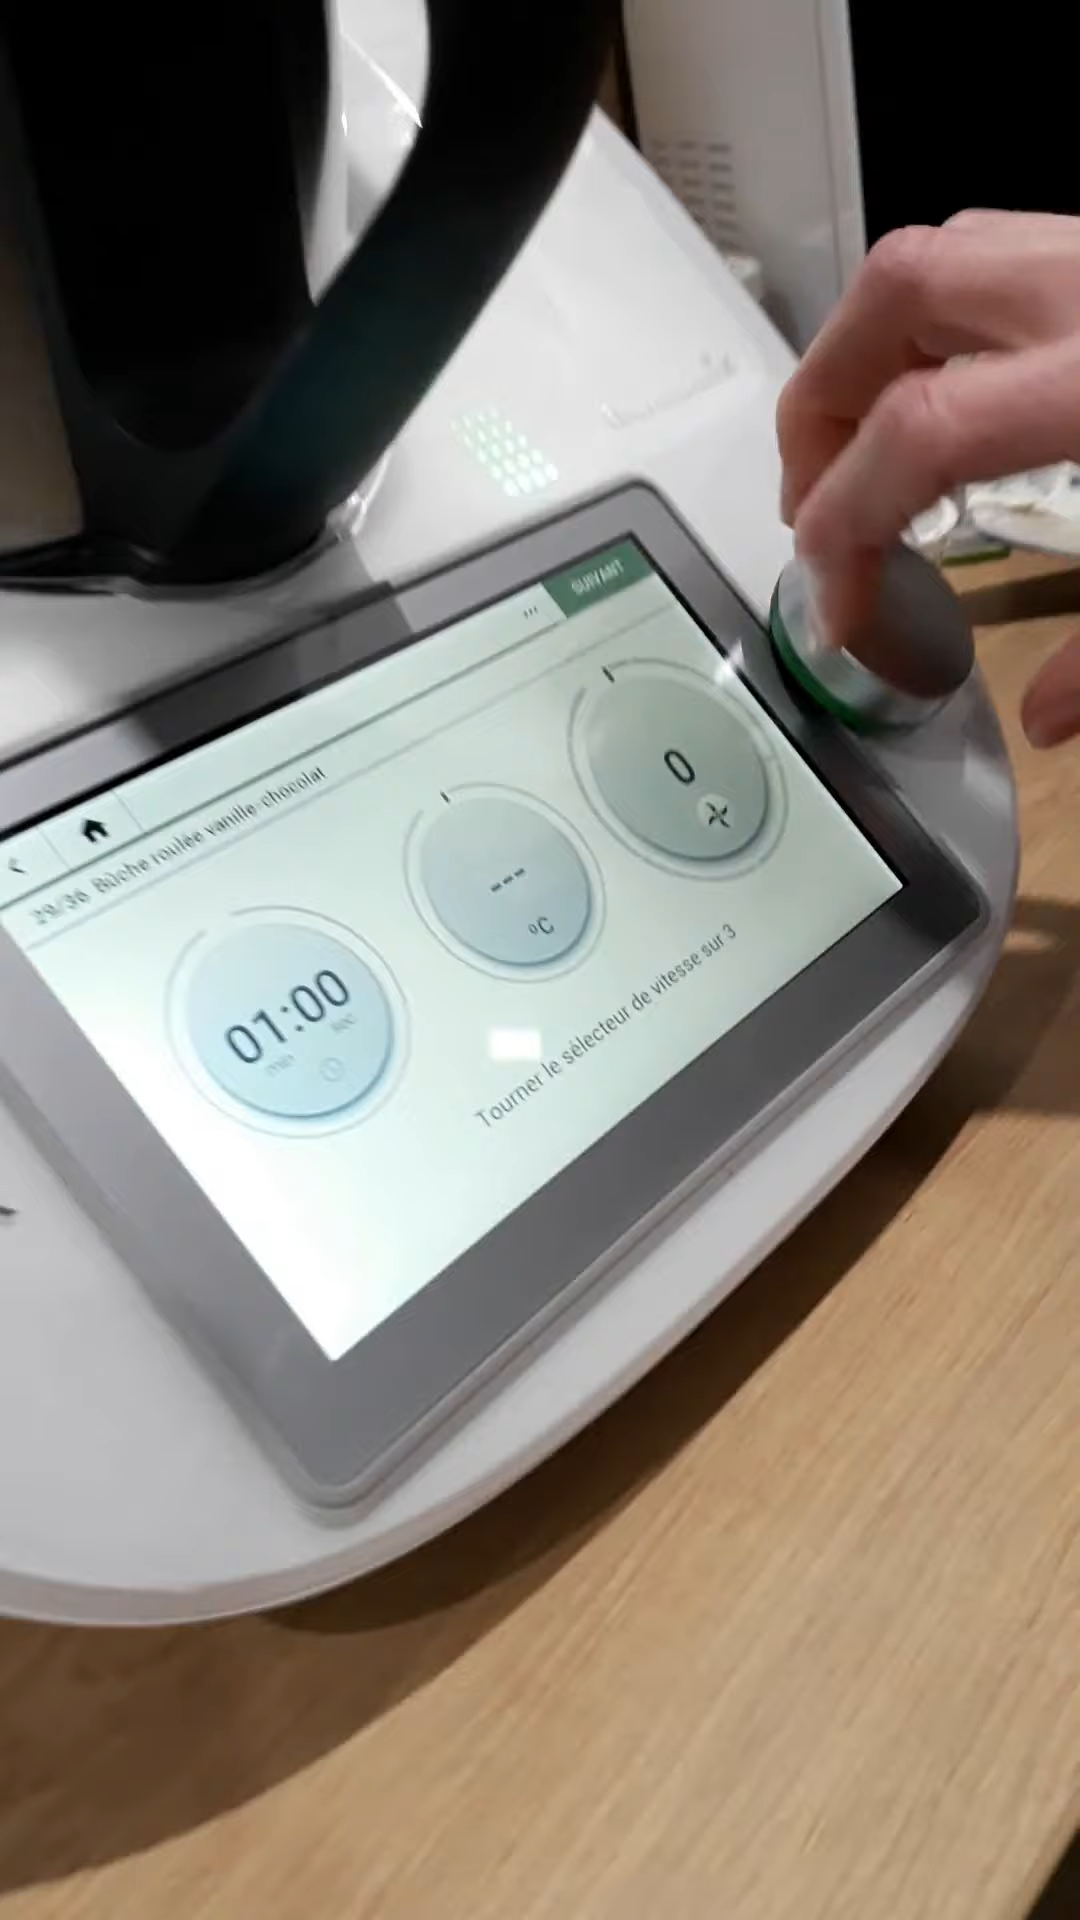 SUIVANT
29/36 Bûche roulée vanille-chocolat
01:00
min sec
---
°C
0
Tourner le sélecteur de vitesse sur 3